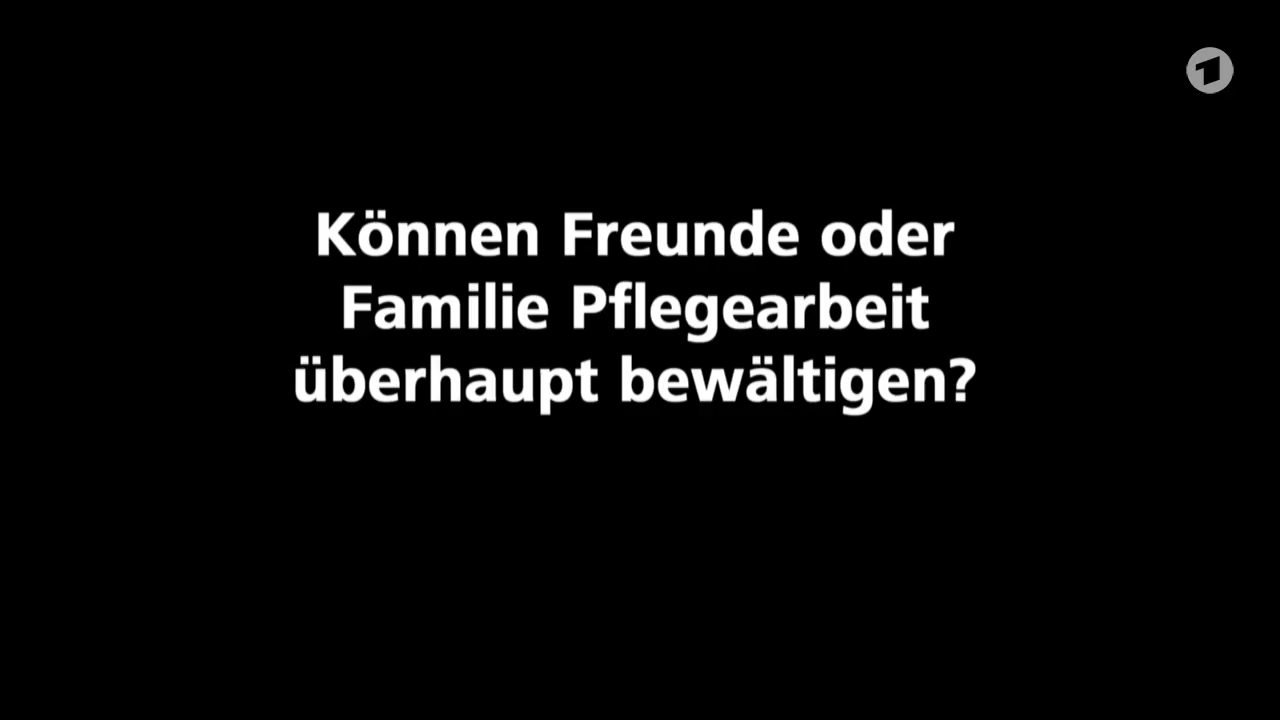 Können Freunde oder
Familie Pflegearbeit
überhaupt bewältigen?